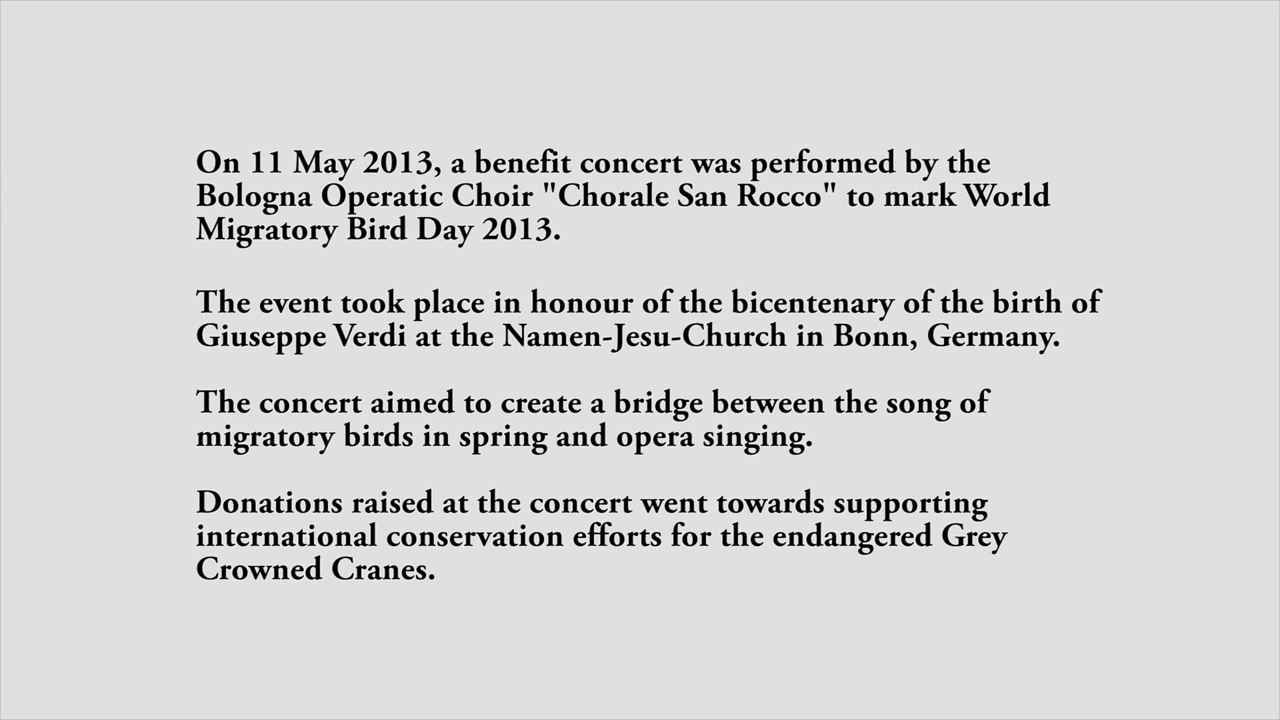 On 11 May 2013, a benefit concert was performed by the
Bologna Operatic Choir "Chorale San Rocco" to mark World
Migratory Bird Day 2013.
The event took place in honour of the bicentenary of the birth of
Giuseppe Verdi at the Namen-Jesu-Church in Bonn, Germany.
The concert aimed to create a bridge between the song of
migratory birds in spring and opera singing.
Donations raised at the concert went towards supporting
international conservation efforts for the endangered Grey
Crowned Cranes.